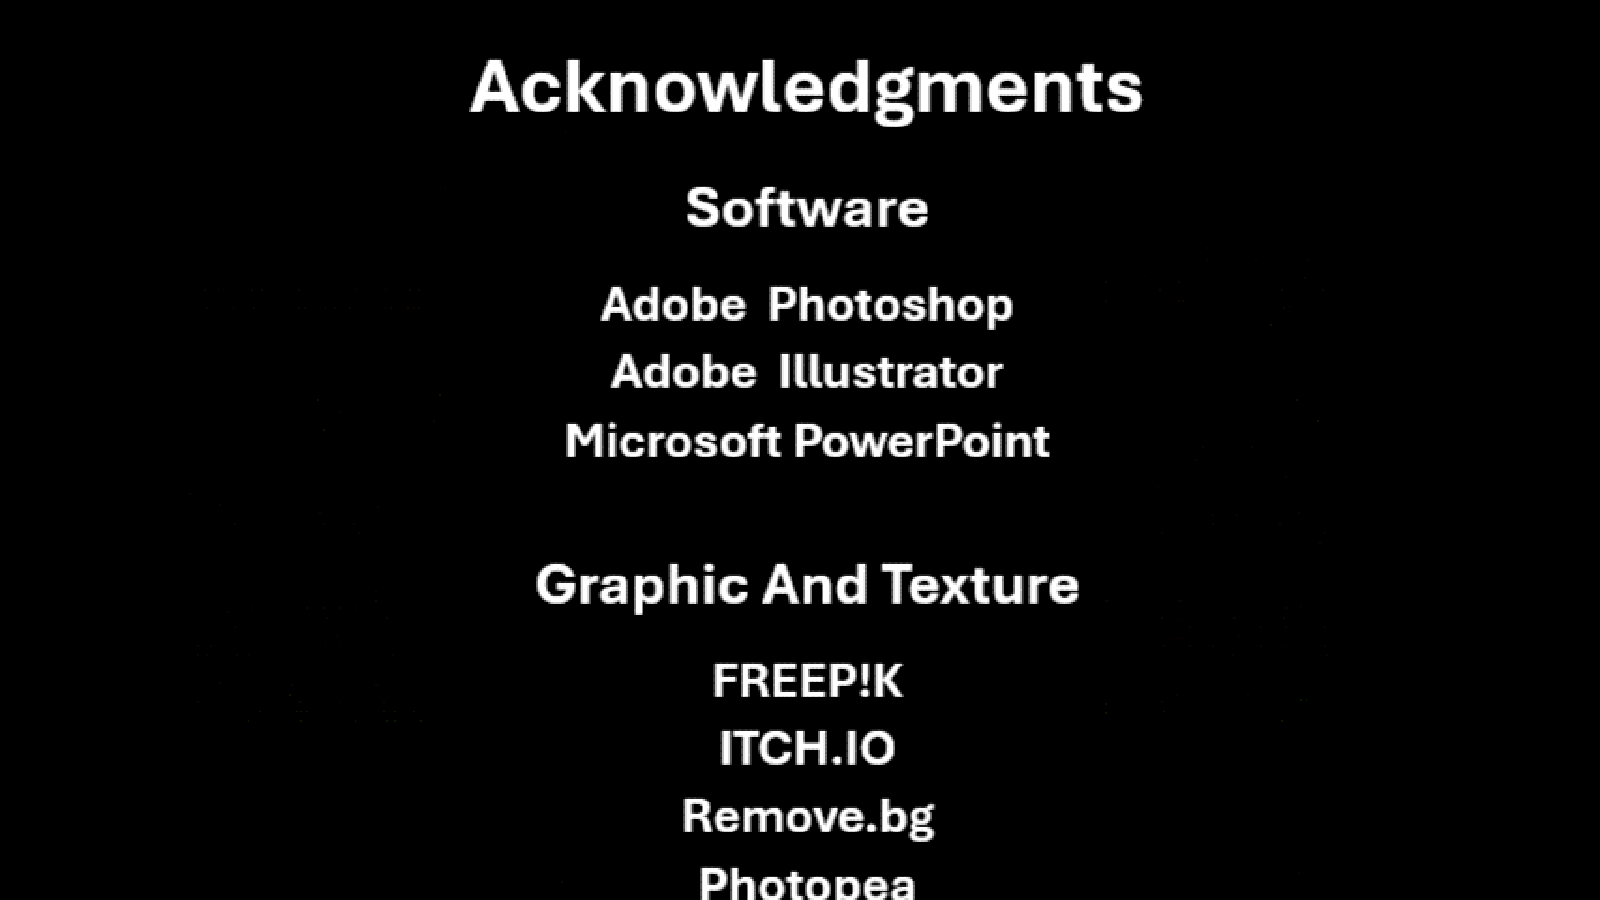 Acknowledgments
Software
Adobe Photoshop
Adobe Illustrator
Microsoft PowerPoint
Graphic And Texture
FREEP!K
ITCH.IO
Remove.bg
Photopea